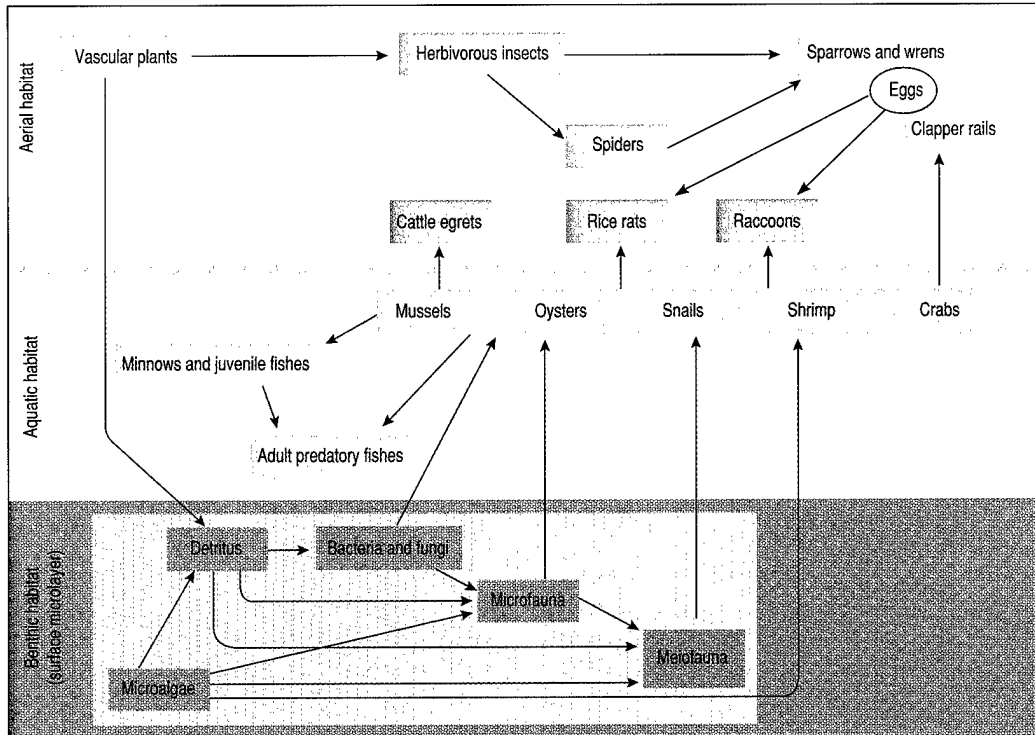 Aerial habitat
Vascular plants
Herbivorous insects
Sparrows and wrens
Eggs
Clapper rails
Spiders
Cattle egrets
Rice rats
Raccoons
Aquatic habitat
Mussels
Oysters
Snails
Shrimp
Crabs
Minnows and juvenile fishes
Adult predatory fishes
Benthic habitat
(surface microlayer)
Detritus
Bacteria and fungi
Microfauna
Meiofauna
Microalgae